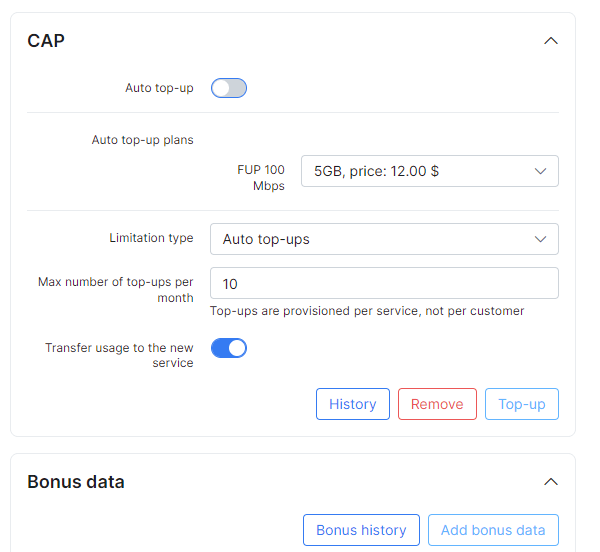 CAP
Auto top-up
Auto top-up plans
FUP 100
Mbps
5GB, price: 12.00 $
Limitation type
Auto top-ups
Max number of top-ups per
month
10
Top-ups are provisioned per service, not per customer
Transfer usage to the new
service
History
Remove
Top-up
Bonus data
Bonus history
Add bonus data